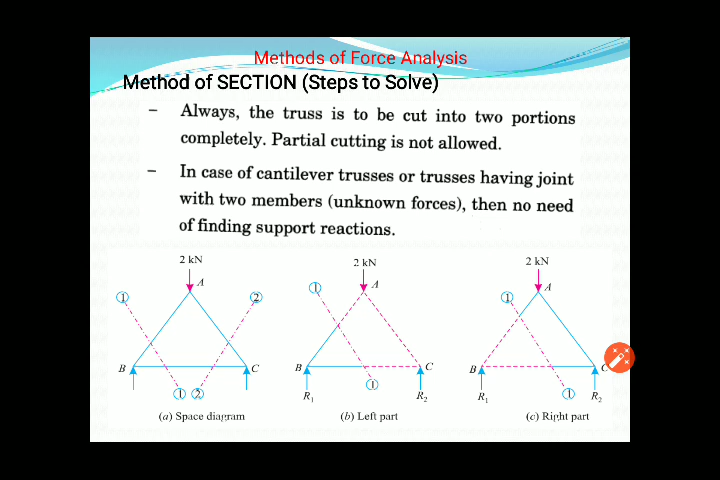 Methods of Force Analysis
Method of SECTION (Steps to Solve)
– Always, the truss is to be cut into two portions
completely. Partial cutting is not allowed.
– In case of cantilever trusses or trusses having joint
with two members (unknown forces), then no need
of finding support reactions.
2 kN
A
1
2
B
C
1
2
(a) Space diagram
2 kN
A
1
B
C
1
R1
R2
(b) Left part
2 kN
A
1
B
C
1
R1
R2
(c) Right part